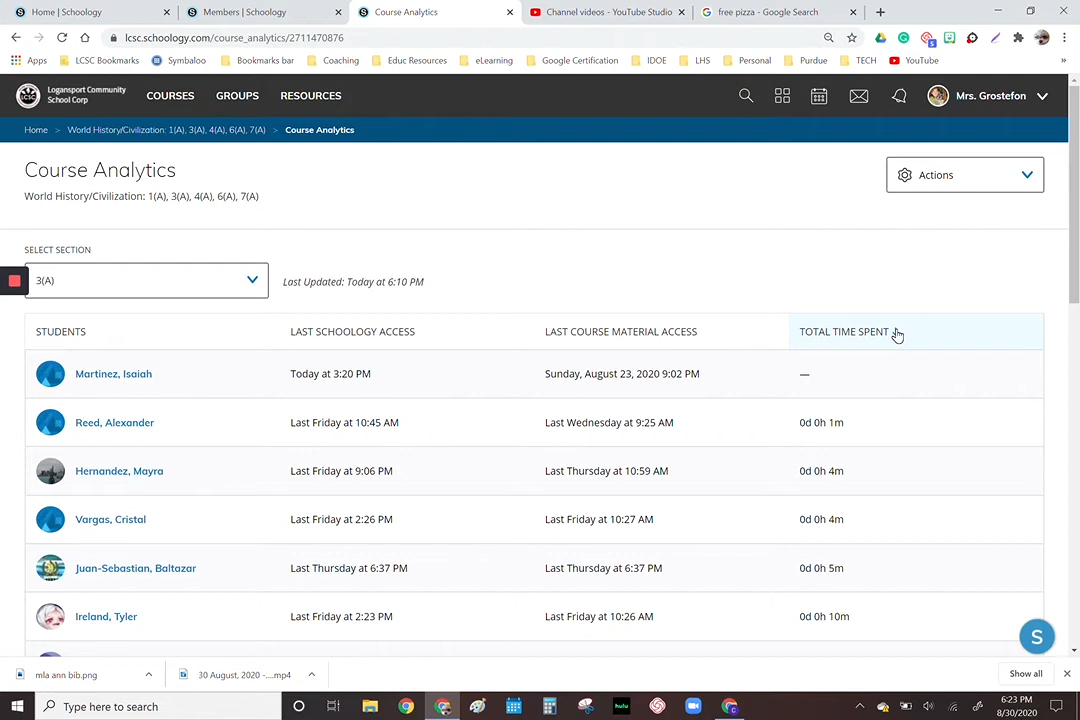 Home | Schoology
Members | Schoology
Course Analytics
Channel videos - YouTube Studio
free pizza - Google Search
lcsc.schoology.com/course_analytics/2711470876
Apps
LCSC Bookmarks
Symbaloo
Bookmarks bar
Coaching
Educ Resources
eLearning
Google Certification
IDOE
LHS
Personal
Purdue
TECH
YouTube
Logansport Community
School Corp
COURSES
GROUPS
RESOURCES
Mrs. Grostefon
Home > World History/Civilization: 1(A), 3(A), 4(A), 6(A), 7(A) > Course Analytics
Course Analytics
World History/Civilization: 1(A), 3(A), 4(A), 6(A), 7(A)
Actions
SELECT SECTION
3(A)
Last Updated: Today at 6:10 PM
STUDENTS LAST SCHOOLOGY ACCESS LAST COURSE MATERIAL ACCESS TOTAL TIME SPENT
Martinez, Isaiah Today at 3:20 PM Sunday, August 23, 2020 9:02 PM —
Reed, Alexander Last Friday at 10:45 AM Last Wednesday at 9:25 AM 0d 0h 1m
Hernandez, Mayra Last Friday at 9:06 PM Last Thursday at 10:59 AM 0d 0h 4m
Vargas, Cristal Last Friday at 2:26 PM Last Friday at 10:27 AM 0d 0h 4m
Juan-Sebastian, Baltazar Last Thursday at 6:37 PM Last Thursday at 6:37 PM 0d 0h 5m
Ireland, Tyler Last Friday at 2:23 PM Last Friday at 10:26 AM 0d 0h 10m
S
mla ann bib.png
30 August, 2020 -....mp4
Show all
Type here to search
hulu
6:23 PM
8/30/2020